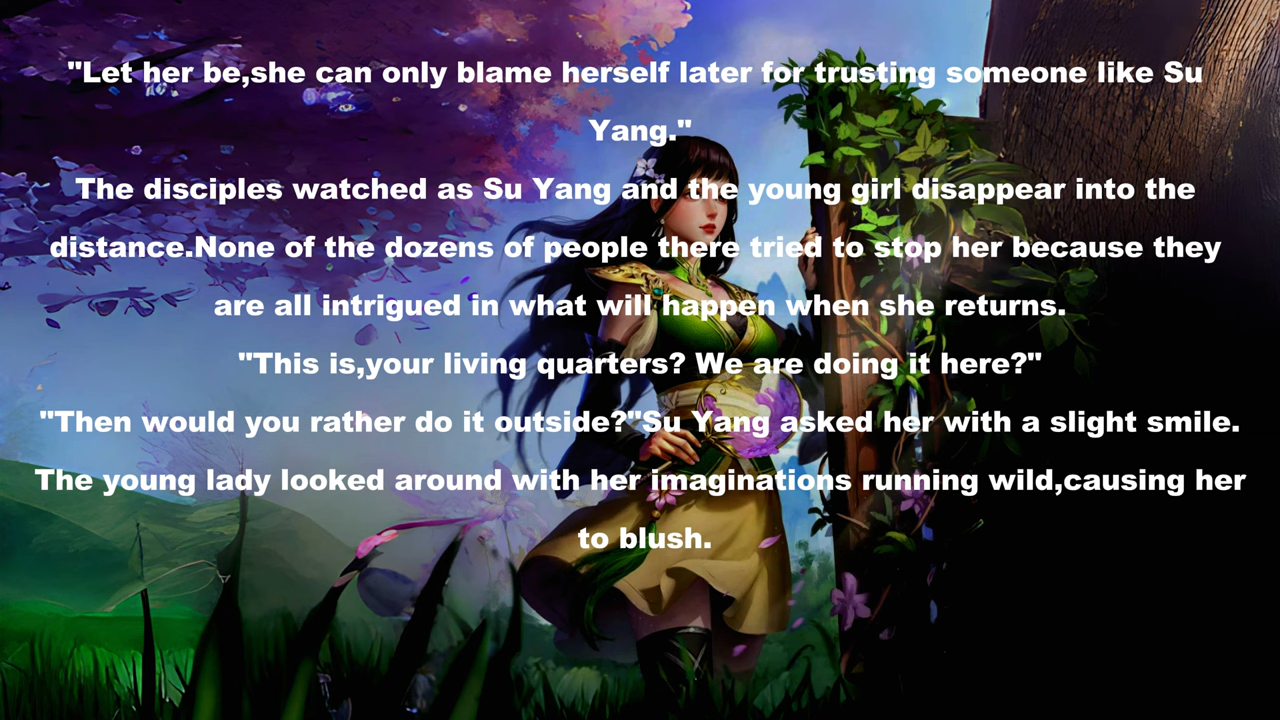 "Let her be,she can only blame herself later for trusting someone like Su
Yang."
The disciples watched as Su Yang and the young girl disappear into the
distance.None of the dozens of people there tried to stop her because they
are all intrigued in what will happen when she returns.
"This is,your living quarters? We are doing it here?"
"Then would you rather do it outside?"Su Yang asked her with a slight smile.
The young lady looked around with her imaginations running wild,causing her
to blush.